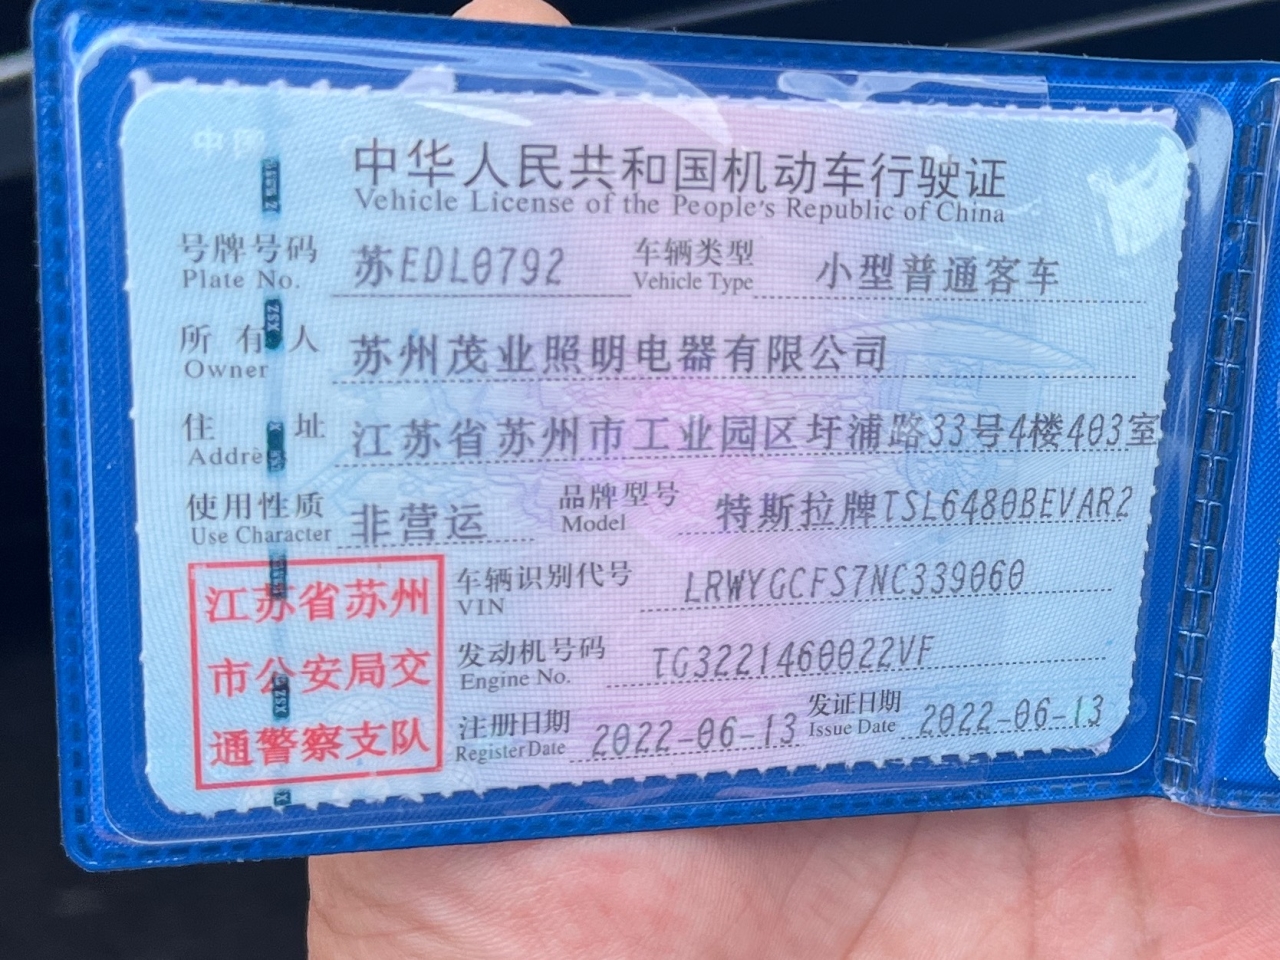 中华人民共和国机动车行驶证
Vehicle License of the People's Republic of China
号牌号码 苏EDL0792 车辆类型 小型普通客车
Plate No. Vehicle Type
所有人 苏州茂业照明电器有限公司
Owner
住址 江苏省苏州市工业园区圩浦路33号4楼403室
Addre
使用性质 非营运 品牌型号 特斯拉牌TSL6480BEVAR2
Use Character Model
江苏省苏州
市公安局交
通警察支队
车辆识别代号 LRWYGCFS7NC339060
VIN
发动机号码 TG3221460022VF
Engine No.
注册日期 2022-06-13 发证日期 2022-06-13
Register Date Issue Date